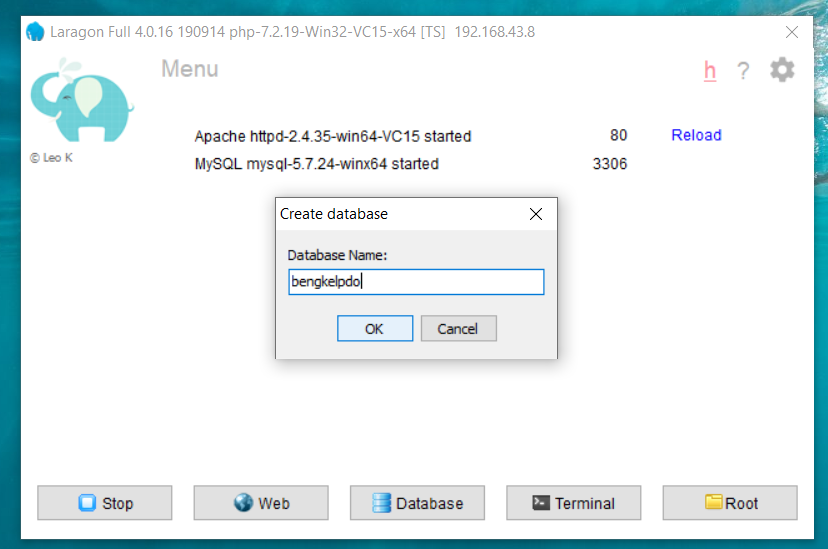 Laragon Full 4.0.16 190914 php-7.2.19-Win32-VC15-x64 [TS] 192.168.43.8
Menu
h ?
© Leo K
Apache httpd-2.4.35-win64-VC15 started 80 Reload
MySQL mysql-5.7.24-winx64 started 3306
Create database
Database Name:
bengkelpdo
OK Cancel
Stop Web Database Terminal Root